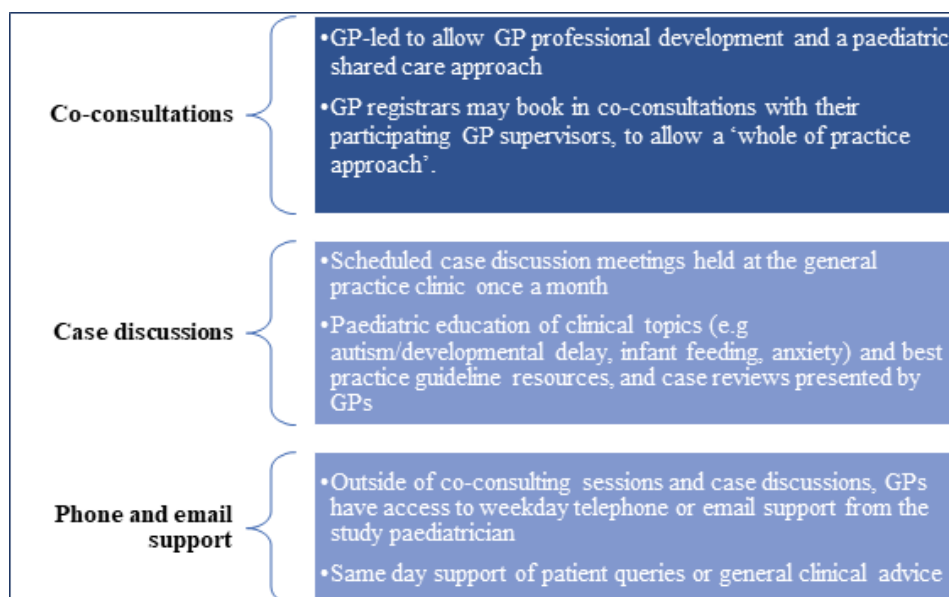 Co-consultations
•GP-led to allow GP professional development and a paediatric
shared care approach
•GP registrars may book in co-consultations with their
participating GP supervisors, to allow a ‘whole of practice
approach’.
Case discussions
•Scheduled case discussion meetings held at the general
practice clinic once a month
•Paediatric education of clinical topics (e.g
autism/developmental delay, infant feeding, anxiety) and best
practice guideline resources, and case reviews presented by
GPs
Phone and email
support
•Outside of co-consulting sessions and case discussions, GPs
have access to weekday telephone or email support from the
study paediatrician
•Same day support of patient queries or general clinical advice